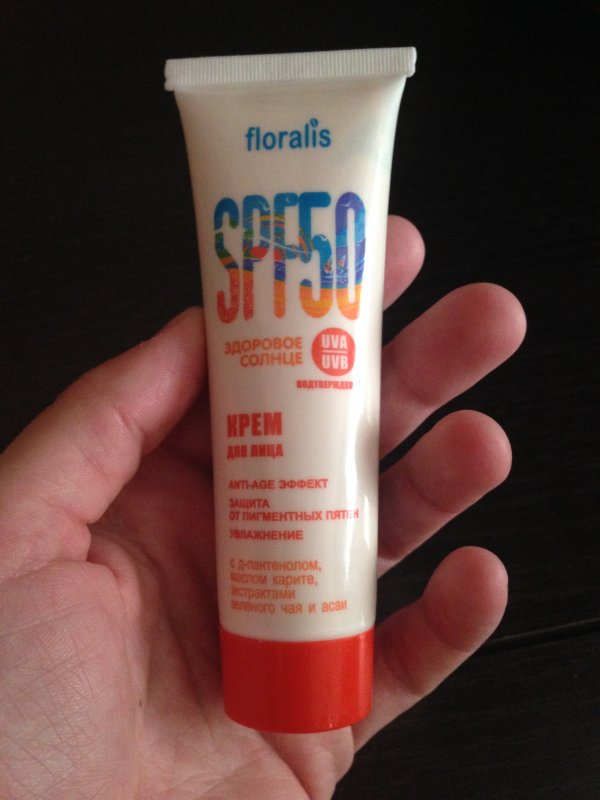 floralis
SPF50
ЗДОРОВОЕ
СОЛНЦЕ
UVA
UVB
ПОДТВЕРЖДЕН
КРЕМ
ДЛЯ ЛИЦА
ANTI-AGE ЭФФЕКТ
ЗАЩИТА
ОТ ПИГМЕНТНЫХ ПЯТЕН
УВЛАЖНЕНИЕ
с д-пантенолом,
маслом карите,
экстрактами
зеленого чая и асаи